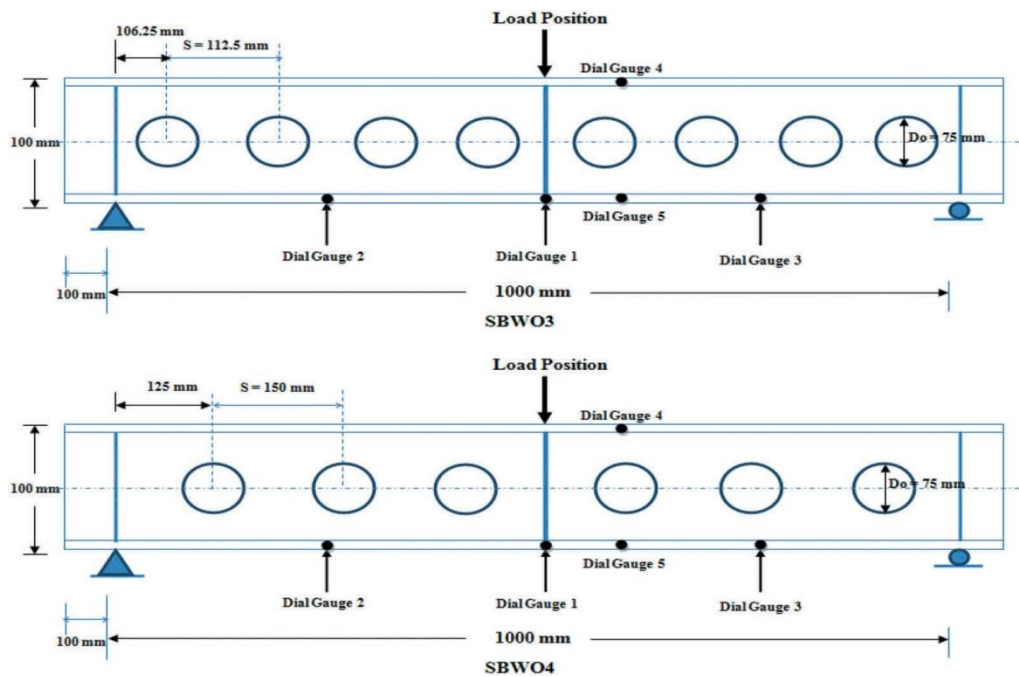 Load Position
106.25 mm
S = 112.5 mm
Dial Gauge 4
100 mm
Do = 75 mm
Dial Gauge 5
Dial Gauge 2
Dial Gauge 1
Dial Gauge 3
100 mm
1000 mm
SBWO3
Load Position
125 mm
S = 150 mm
Dial Gauge 4
100 mm
Do = 75 mm
Dial Gauge 5
Dial Gauge 2
Dial Gauge 1
Dial Gauge 3
100 mm
1000 mm
SBWO4